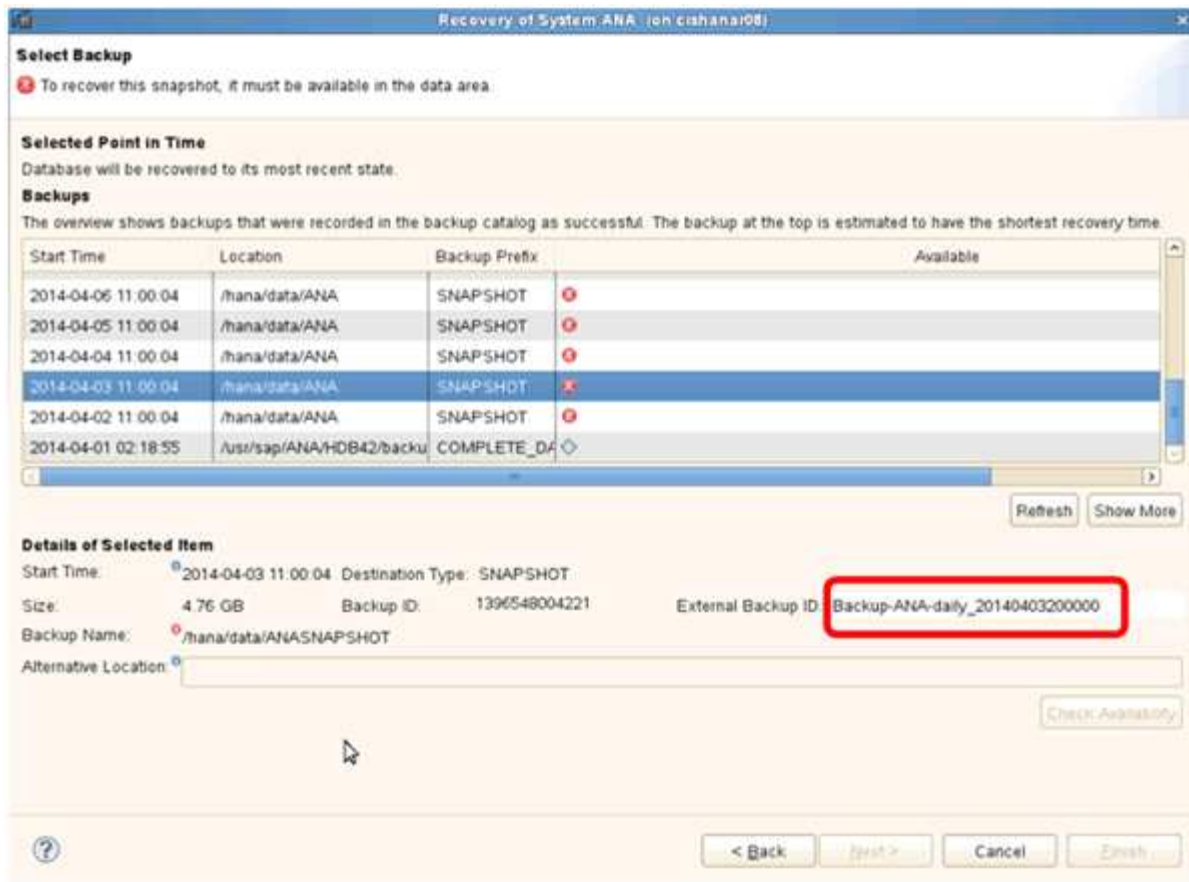 Recovery of System ANA (on cishanar08)
Select Backup
To recover this snapshot, it must be available in the data area.
Selected Point in Time
Database will be recovered to its most recent state.
Backups
The overview shows backups that were recorded in the backup catalog as successful. The backup at the top is estimated to have the shortest recovery time.
Start Time Location Backup Prefix Available
2014-04-06 11:00:04 /hana/data/ANA SNAPSHOT
2014-04-05 11:00:04 /hana/data/ANA SNAPSHOT
2014-04-04 11:00:04 /hana/data/ANA SNAPSHOT
2014-04-03 11:00:04 /hana/data/ANA SNAPSHOT
2014-04-02 11:00:04 /hana/data/ANA SNAPSHOT
2014-04-01 02:18:55 /usr/sap/ANA/HDB42/backu COMPLETE_DA
Refresh Show More
Details of Selected Item
Start Time: 2014-04-03 11:00:04 Destination Type: SNAPSHOT
Size: 4.76 GB Backup ID: 1396548004221 External Backup ID: Backup-ANA-daily_20140403200000
Backup Name: /hana/data/ANASNAPSHOT
Alternative Location:
Check Availability
< Back Next > Cancel Finish